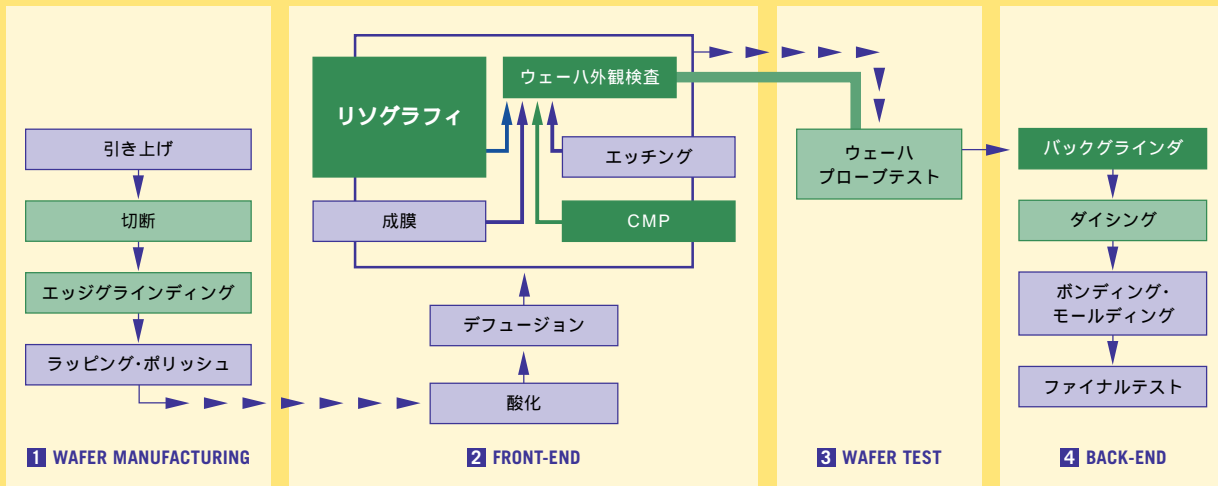 引き上げ
切断
エッジグラインディング
ラッピング・ポリッシュ
1 WAFER MANUFACTURING
リソグラフィ
ウェーハ外観検査
エッチング
成膜
CMP
デフュージョン
酸化
2 FRONT-END
ウェーハ
プローブテスト
3 WAFER TEST
バックグラインダ
ダイシング
ボンディング・
モールディング
ファイナルテスト
4 BACK-END